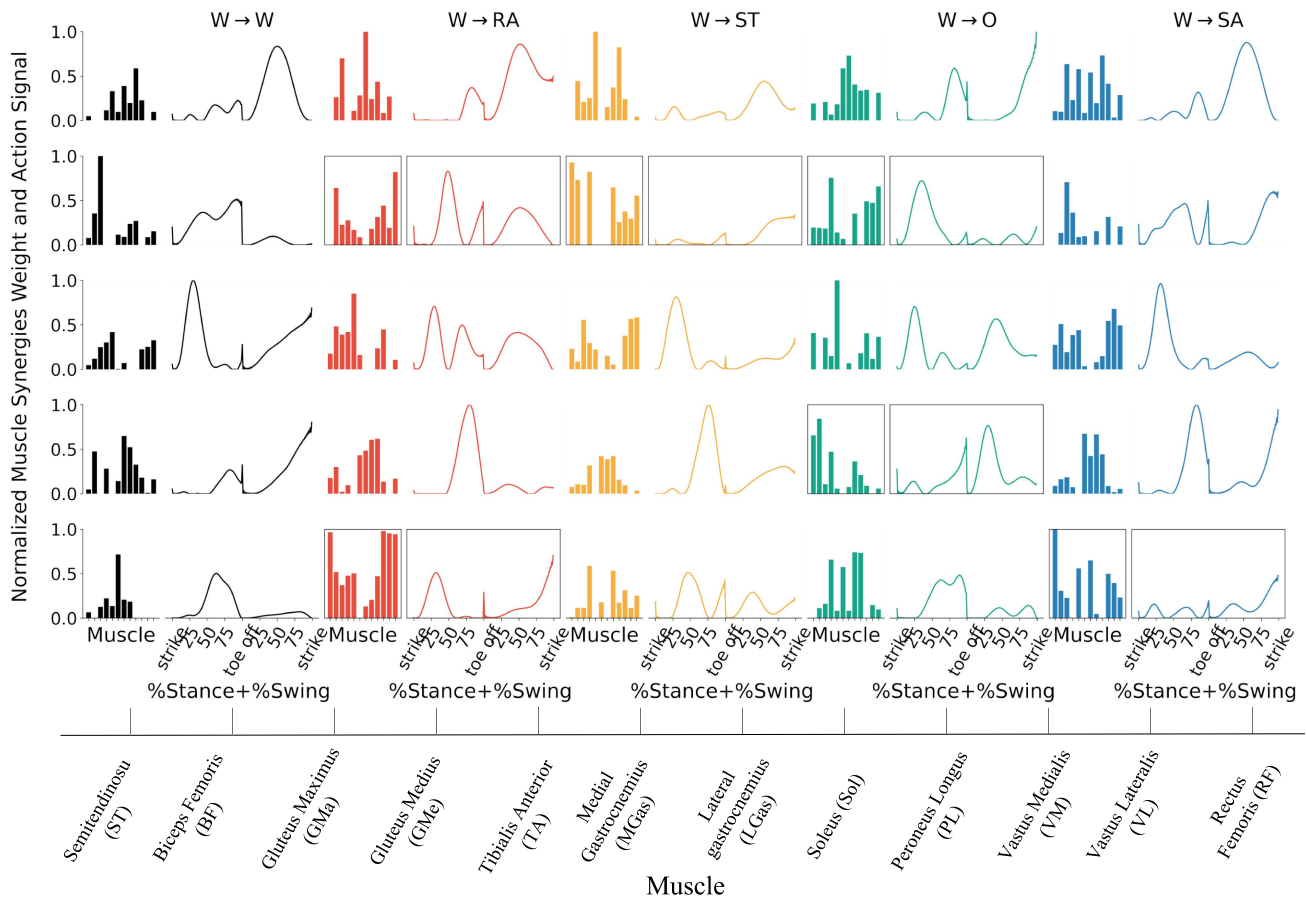 W → W W → RA W → ST W → O W → SA
Normalized Muscle Synergies Weight and Action Signal
1.0
0.5
0.0
1.0
0.5
0.0
1.0
0.5
0.0
1.0
0.5
0.0
1.0
0.5
0.0
Muscle strike 25 50 75 toe off 25 50 75 strike Muscle strike 25 50 75 toe off 25 50 75 strike Muscle strike 25 50 75 toe off 25 50 75 strike Muscle strike 25 50 75 toe off 25 50 75 strike Muscle strike 25 50 75 toe off 25 50 75 strike
%Stance+%Swing %Stance+%Swing %Stance+%Swing %Stance+%Swing %Stance+%Swing
Semitendinosu
(ST)
Biceps Femoris
(BF)
Gluteus Maximus
(GMa)
Gluteus Medius
(GMe)
Tibialis Anterior
(TA)
Medial
Gastrocnemius
(MGas)
Lateral
gastrocnemius
(LGas)
Soleus (Sol)
Peroneus Longus
(PL)
Vastus Medialis
(VM)
Vastus Lateralis
(VL)
Rectus
Femoris (RF)
Muscle